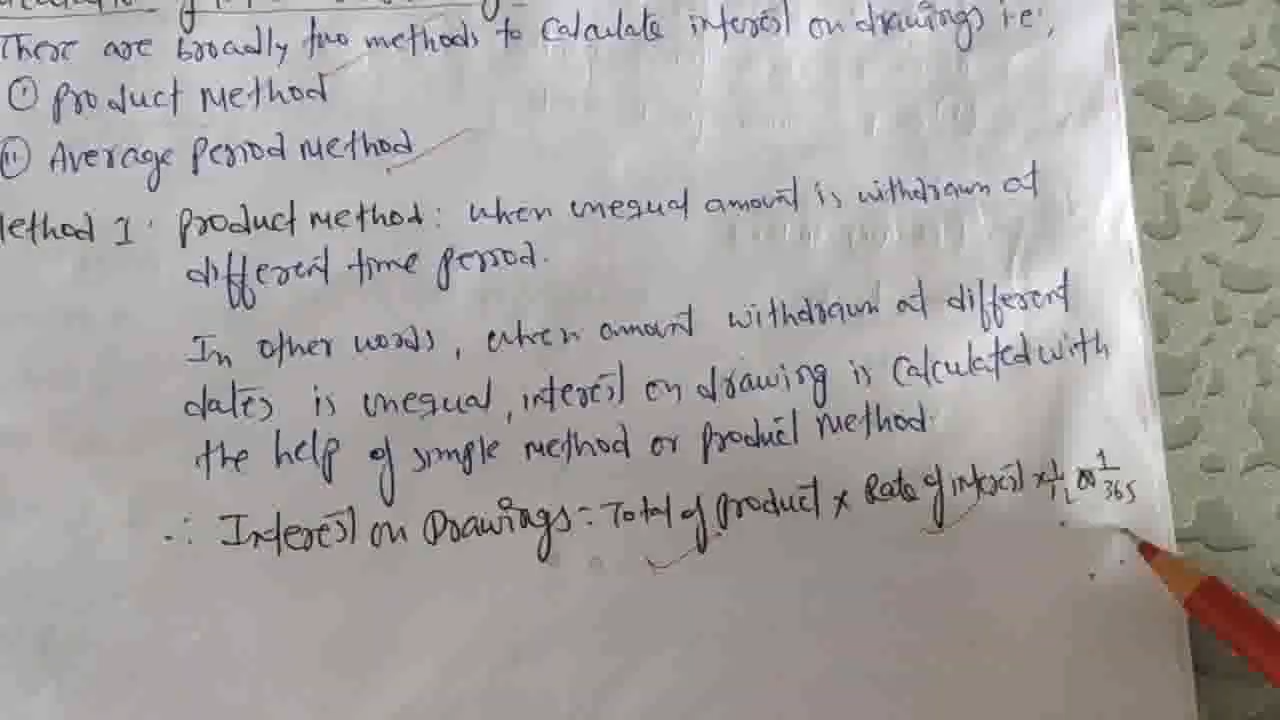 There are broadly two methods to calculate interest on drawings i.e,
(i) Product Method
(ii) Average Period Method
Method 1: Product method: when unequal amount is withdrawn at
different time period.
In other words, when amount withdrawn at different
dates is unequal, interest on drawing is calculated with
the help of simple method or product method.
∴ Interest on Drawings = Total of product × Rate of interest × 1/12 or 1/365